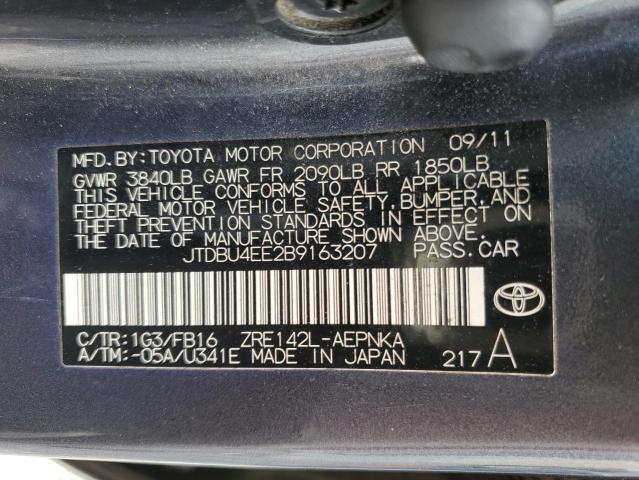 MFD.BY:TOYOTA MOTOR CORPORATION 09/11
GVWR 3840LB GAWR FR 2090LB RR 1850LB
THIS VEHICLE CONFORMS TO ALL APPLICABLE
FEDERAL MOTOR VEHICLE SAFETY,BUMPER,AND
THEFT PREVENTION STANDARDS IN EFFECT ON
THE DATE OF MANUFACTURE SHOWN ABOVE.
JTDBU4EE2B9163207 PASS.CAR
C/TR:1G3/FB16 ZRE142L-AEPNKA
A/TM:-05A/U341E MADE IN JAPAN 217 A